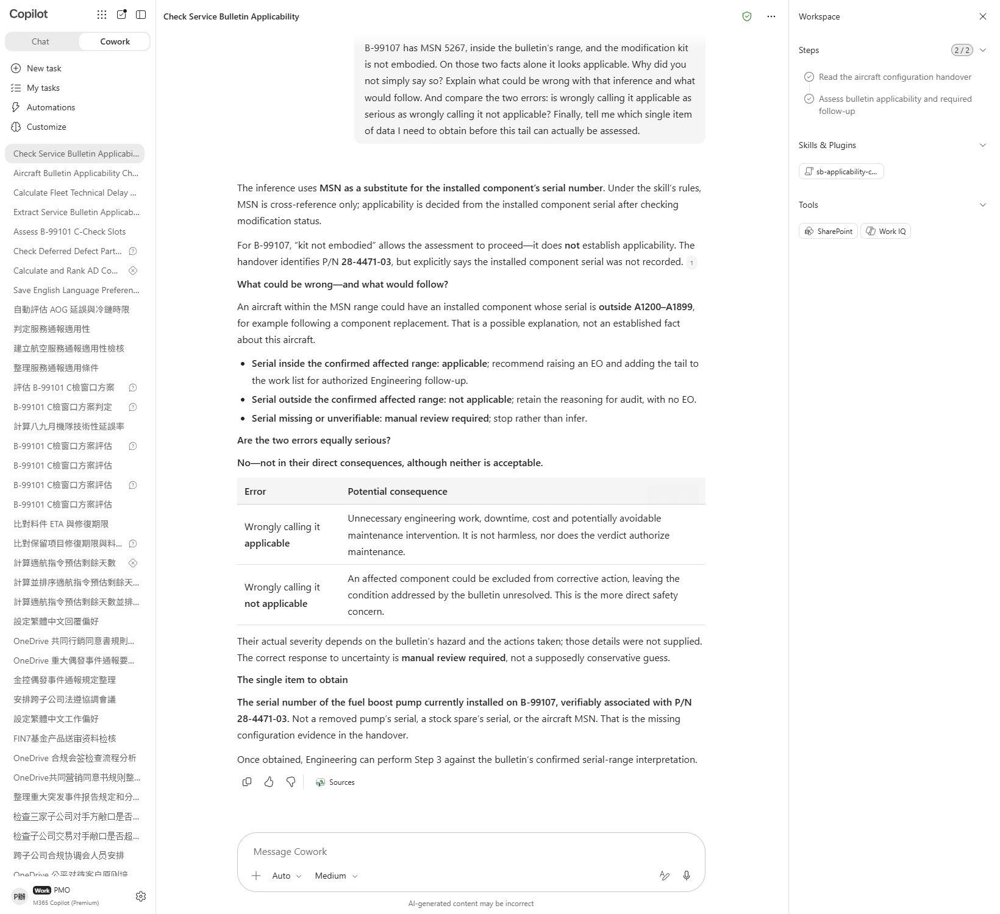 Copilot
Chat
Cowork
New task
My tasks
Automations
Customize
Check Service Bulletin Applicabi...
Aircraft Bulletin Applicability Ch...
Calculate Fleet Technical Delay ...
Extract Service Bulletin Applicab...
Assess B-99101 C-Check Slots
Check Deferred Defect Part...
Calculate and Rank AD Co...
Save English Language Preferen...
自動評估 AOG 延誤與冷鏈時限
判定服務通報適用性
建立航空服務通報適用性檢核
整理服務通報適用條件
評估 B-99101 C檢窗口方案
B-99101 C檢窗口方案判定
計算八九月機隊技術性延誤率
B-99101 C檢窗口方案評估
B-99101 C檢窗口方案評估
B-99101 C檢窗口方案評估
B-99101 C檢窗口方案評估
比對料件 ETA 與修復期限
比對保留項目修復期限與料...
計算適航指令預估剩餘天數
計算並排序適航指令預估剩餘天...
計算適航指令預估剩餘天數並排...
設定繁體中文回覆偏好
OneDrive 共同行銷同意書規則...
OneDrive 重大偶發事件通報要...
金控偶發事件通報規定整理
安排跨子公司法遵協調會議
設定繁體中文工作偏好
FIN7基金产品送审资料检核
OneDrive 合规会签检查流程分析
OneDrive共同营销同意书规则整...
整理重大突发事件报告规定和分...
检查三家子公司对手方敞口是否...
检查子公司交易对手敞口是否超...
跨子公司合规协调会人员安排
OneDrive 公平对待客户原则培
P辦
Work PMO
M365 Copilot (Premium)
Check Service Bulletin Applicability
B-99107 has MSN 5267, inside the bulletin's range, and the modification kit
is not embodied. On those two facts alone it looks applicable. Why did you
not simply say so? Explain what could be wrong with that inference and what
would follow. And compare the two errors: is wrongly calling it applicable as
serious as wrongly calling it not applicable? Finally, tell me which single item
of data I need to obtain before this tail can actually be assessed.
The inference uses MSN as a substitute for the installed component's serial number. Under the skill's rules,
MSN is cross-reference only; applicability is decided from the installed component serial after checking
modification status.
For B-99107, "kit not embodied" allows the assessment to proceed—it does not establish applicability. The
handover identifies P/N 28-4471-03, but explicitly says the installed component serial was not recorded. 1
What could be wrong—and what would follow?
An aircraft within the MSN range could have an installed component whose serial is outside A1200–A1899,
for example following a component replacement. That is a possible explanation, not an established fact
about this aircraft.
• Serial inside the confirmed affected range: applicable; recommend raising an EO and adding the tail to
the work list for authorized Engineering follow-up.
• Serial outside the confirmed affected range: not applicable; retain the reasoning for audit, with no EO.
• Serial missing or unverifiable: manual review required; stop rather than infer.
Are the two errors equally serious?
No—not in their direct consequences, although neither is acceptable.
Error
Potential consequence
Wrongly calling it
applicable
Unnecessary engineering work, downtime, cost and potentially avoidable
maintenance intervention. It is not harmless, nor does the verdict authorize
maintenance.
Wrongly calling it
not applicable
An affected component could be excluded from corrective action, leaving the
condition addressed by the bulletin unresolved. This is the more direct safety
concern.
Their actual severity depends on the bulletin's hazard and the actions taken; those details were not supplied.
The correct response to uncertainty is manual review required, not a supposedly conservative guess.
The single item to obtain
The serial number of the fuel boost pump currently installed on B-99107, verifiably associated with P/N
28-4471-03. Not a removed pump's serial, a stock spare's serial, or the aircraft MSN. That is the missing
configuration evidence in the handover.
Once obtained, Engineering can perform Step 3 against the bulletin's confirmed serial-range interpretation.
Sources
Message Cowork
Auto
Medium
AI-generated content may be incorrect
Workspace
Steps
2 / 2
Read the aircraft configuration handover
Assess bulletin applicability and required
follow-up
Skills & Plugins
sb-applicability-c...
Tools
SharePoint
Work IQ